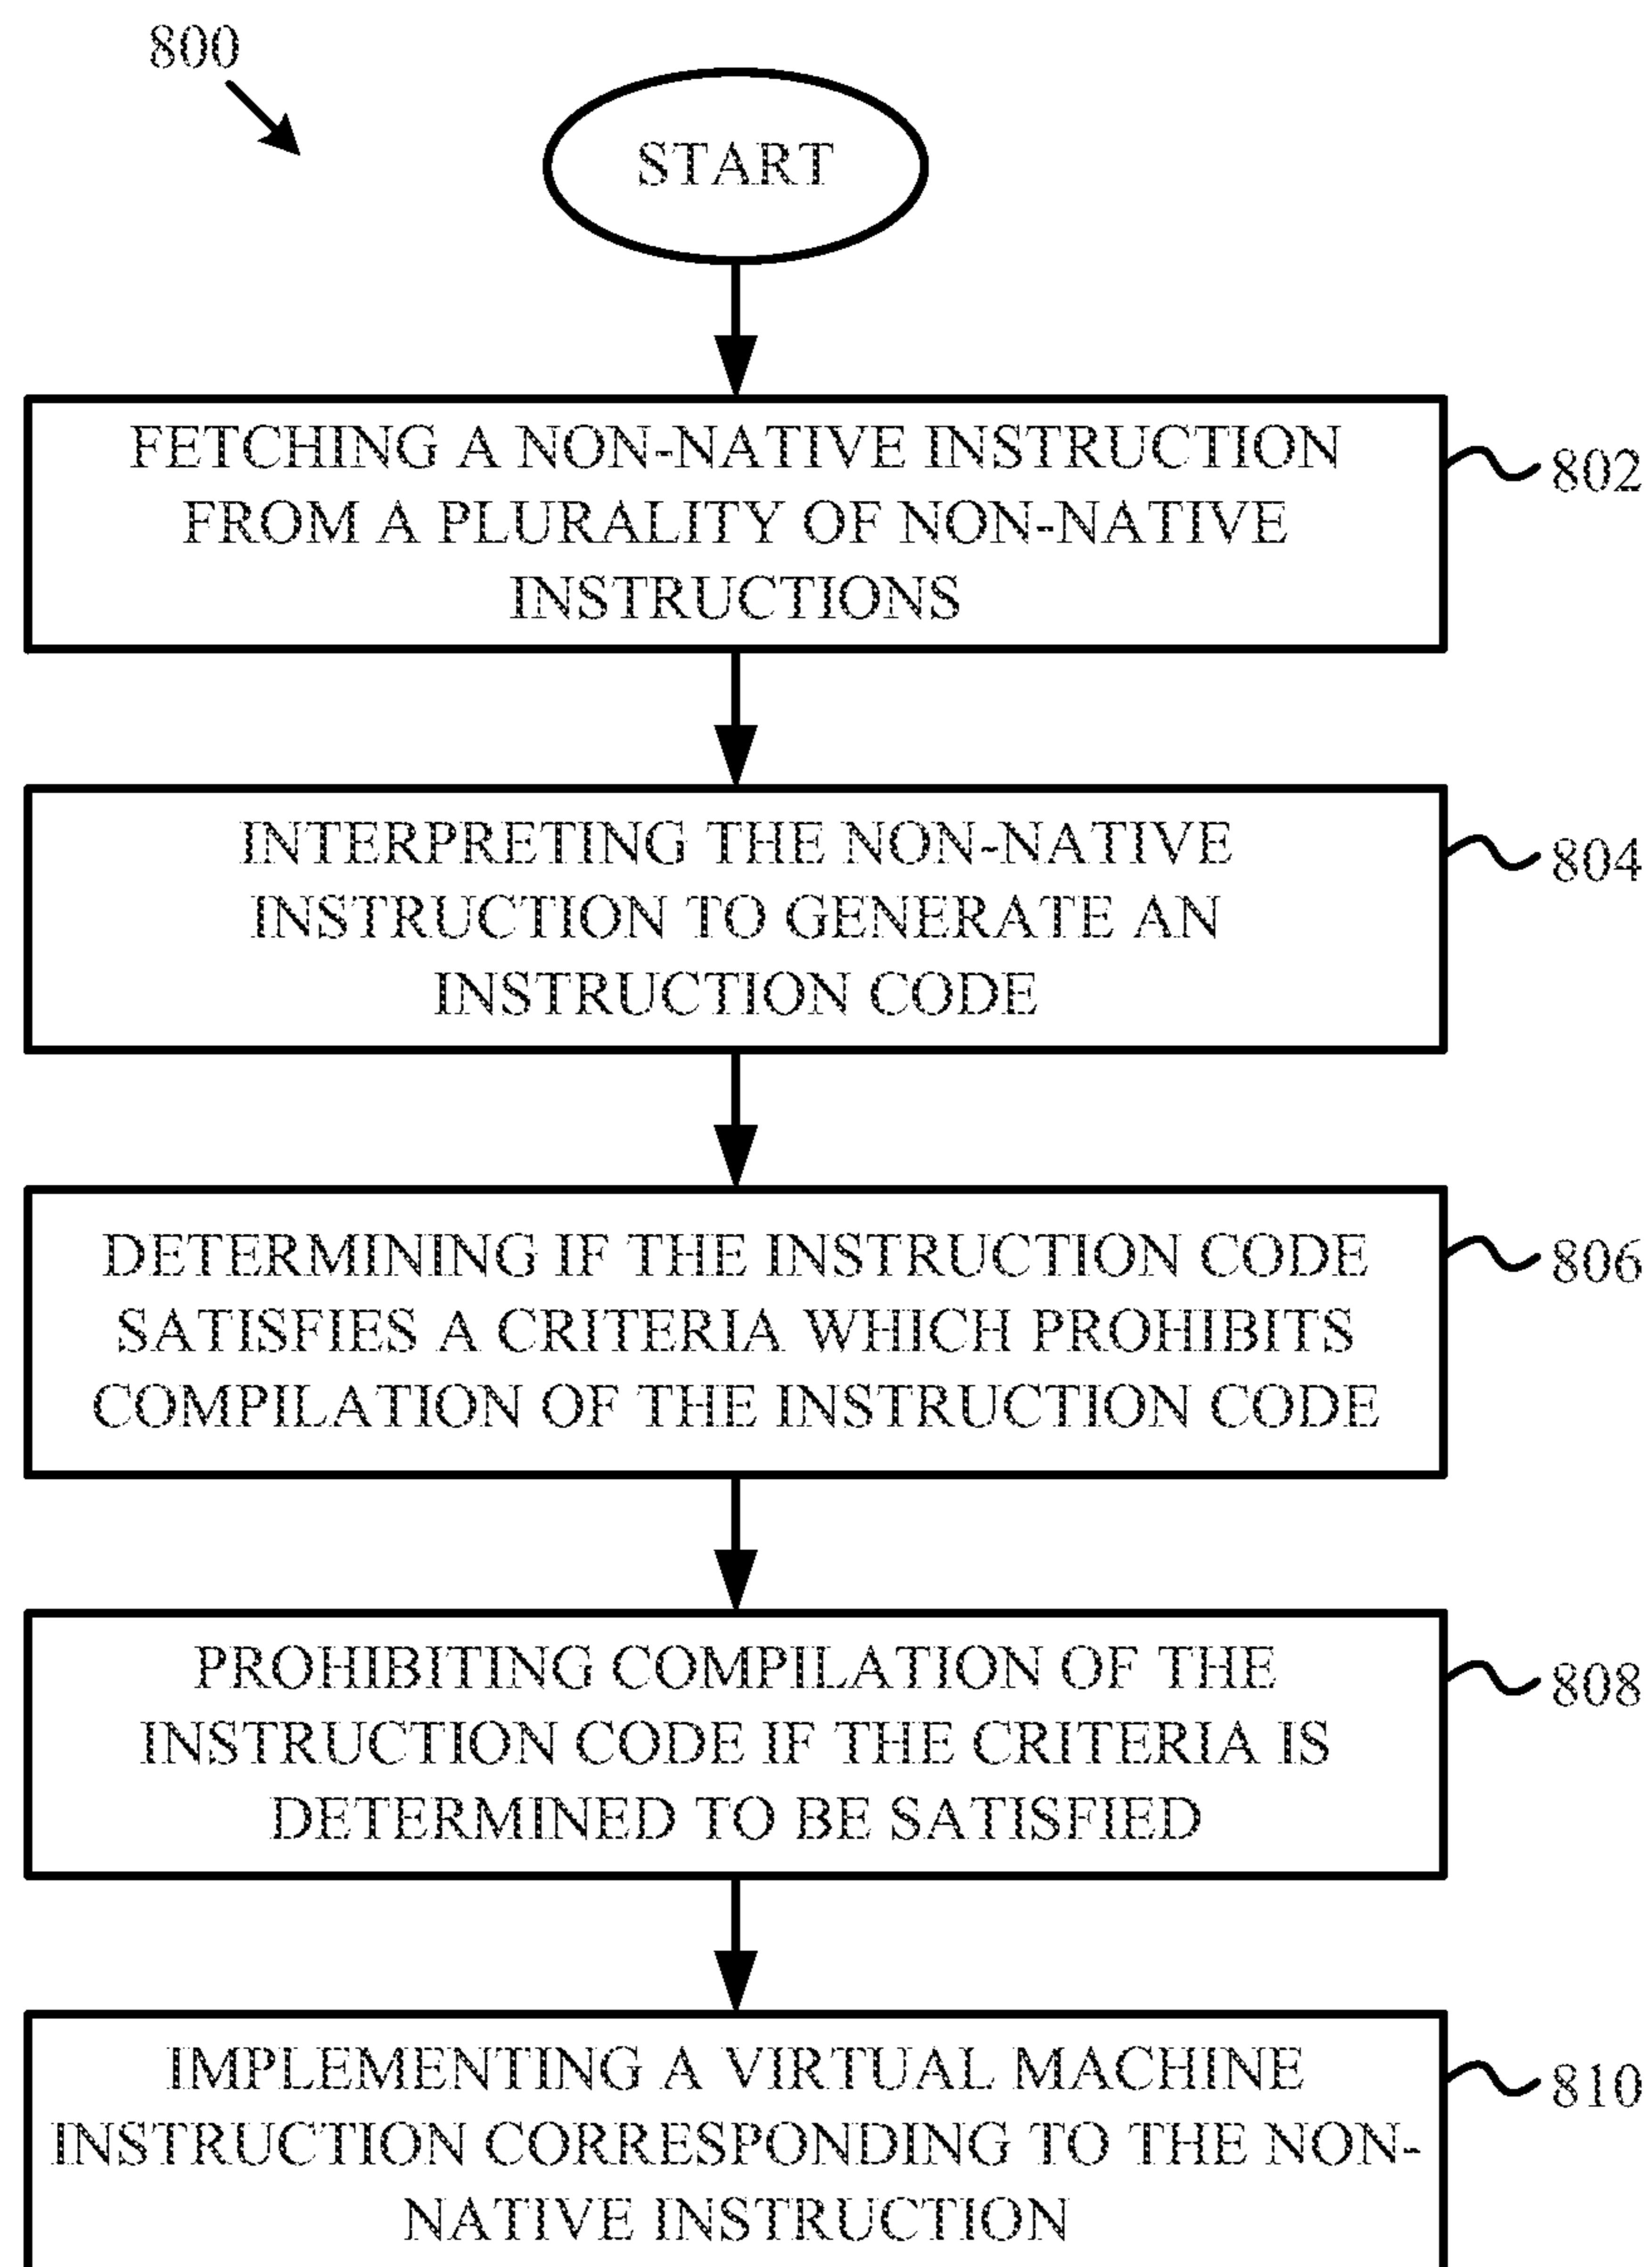 800
START
FETCHING A NON-NATIVE INSTRUCTION
FROM A PLURALITY OF NON-NATIVE
INSTRUCTIONS
802
INTERPRETING THE NON-NATIVE
INSTRUCTION TO GENERATE AN
INSTRUCTION CODE
804
DETERMINING IF THE INSTRUCTION CODE
SATISFIES A CRITERIA WHICH PROHIBITS
COMPILATION OF THE INSTRUCTION CODE
806
PROHIBITING COMPILATION OF THE
INSTRUCTION CODE IF THE CRITERIA IS
DETERMINED TO BE SATISFIED
808
IMPLEMENTING A VIRTUAL MACHINE
INSTRUCTION CORRESPONDING TO THE NON-
NATIVE INSTRUCTION
810